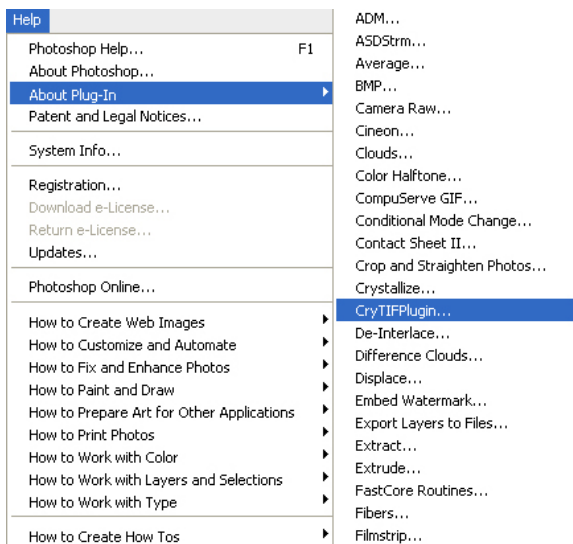 Help
Photoshop Help... F1
About Photoshop...
About Plug-In
Patent and Legal Notices...
System Info...
Registration...
Download e-License...
Return e-License...
Updates...
Photoshop Online...
How to Create Web Images
How to Customize and Automate
How to Fix and Enhance Photos
How to Paint and Draw
How to Prepare Art for Other Applications
How to Print Photos
How to Work with Color
How to Work with Layers and Selections
How to Work with Type
How to Create How Tos
ADM...
ASDStrm...
Average...
BMP...
Camera Raw...
Cineon...
Clouds...
Color Halftone...
CompuServe GIF...
Conditional Mode Change...
Contact Sheet II...
Crop and Straighten Photos...
Crystallize...
CryTIFPlugin...
De-Interlace...
Difference Clouds...
Displace...
Embed Watermark...
Export Layers to Files...
Extract...
Extrude...
FastCore Routines...
Fibers...
Filmstrip...